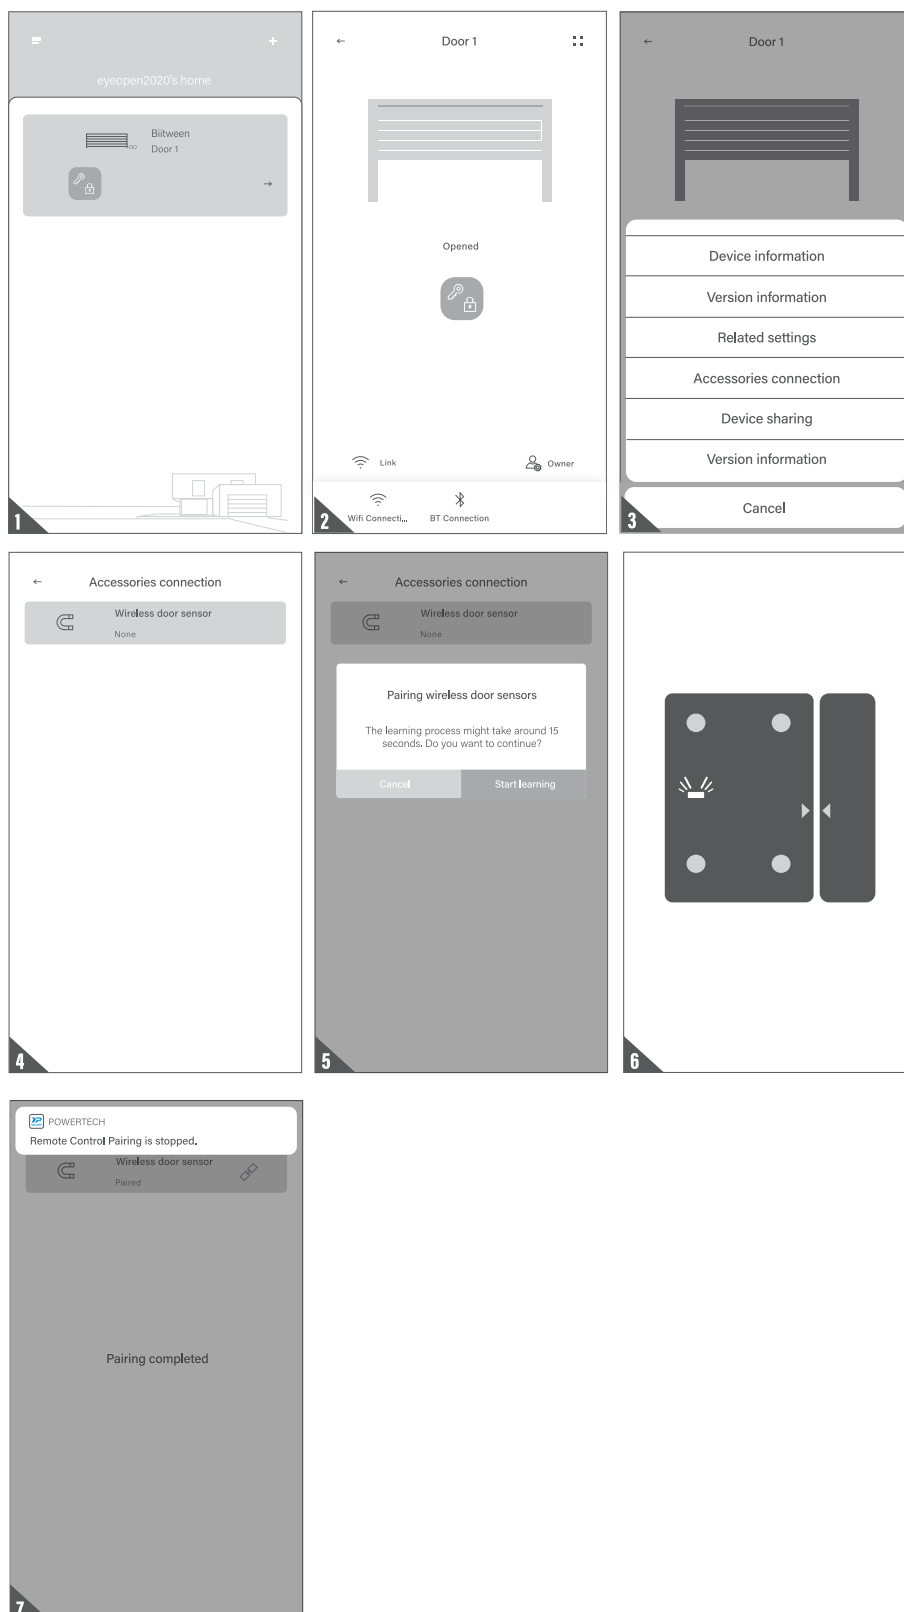 eyeopen2020's home
Biitween
Door 1
1
Door 1
Opened
Link
Owner
Wifi Connecti...
BT Connection
2
Door 1
Device information
Version information
Related settings
Accessories connection
Device sharing
Version information
Cancel
3
Accessories connection
Wireless door sensor
None
4
Accessories connection
Wireless door sensor
None
Pairing wireless door sensors
The learning process might take around 15
seconds. Do you want to continue?
Cancel
Start learning
5
6
POWERTECH
Remote Control Pairing is stopped.
Wireless door sensor
Paired
Pairing completed
7